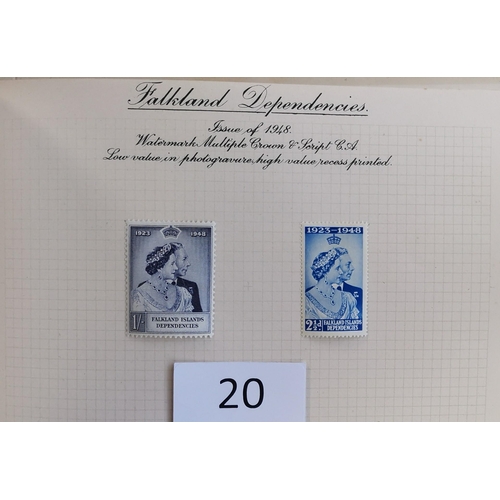 Falkland Dependencies.
Issue of 1948.
Watermark Multiple Crown & Script C.A.
Low value in photogravure, high value, recess printed.
1923 1948
1/-
FALKLAND ISLANDS
DEPENDENCIES
1923-1948
2½d
FALKLAND ISLANDS
DEPENDENCIES
20